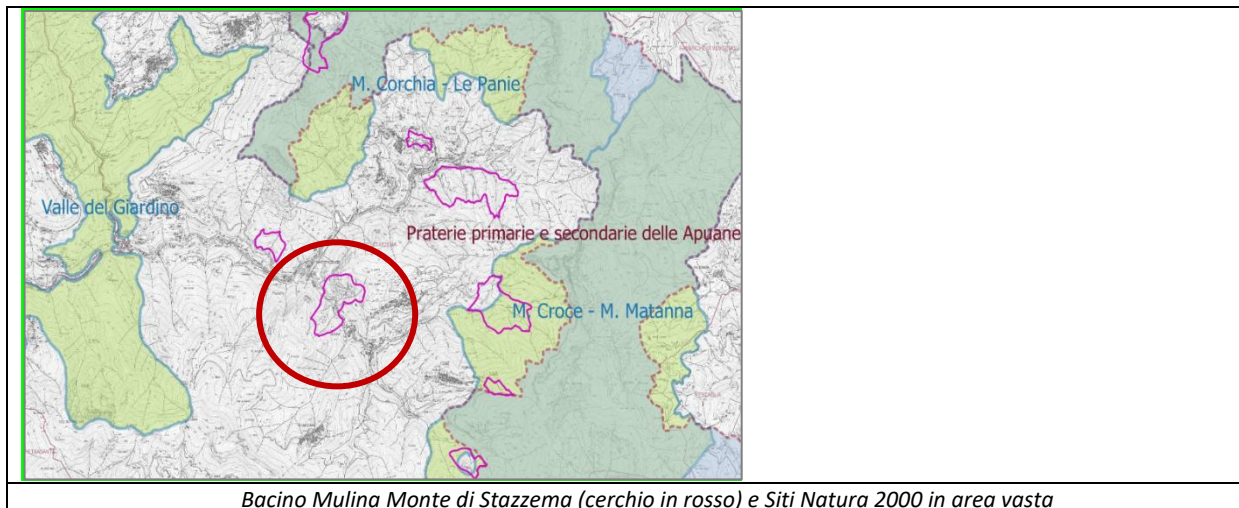 M. Corchia - Le Panie
Valle del Giardino
Praterie primarie e secondarie delle Apuane
M. Croce - M. Matanna
Bacino Mulina Monte di Stazzema (cerchio in rosso) e Siti Natura 2000 in area vasta